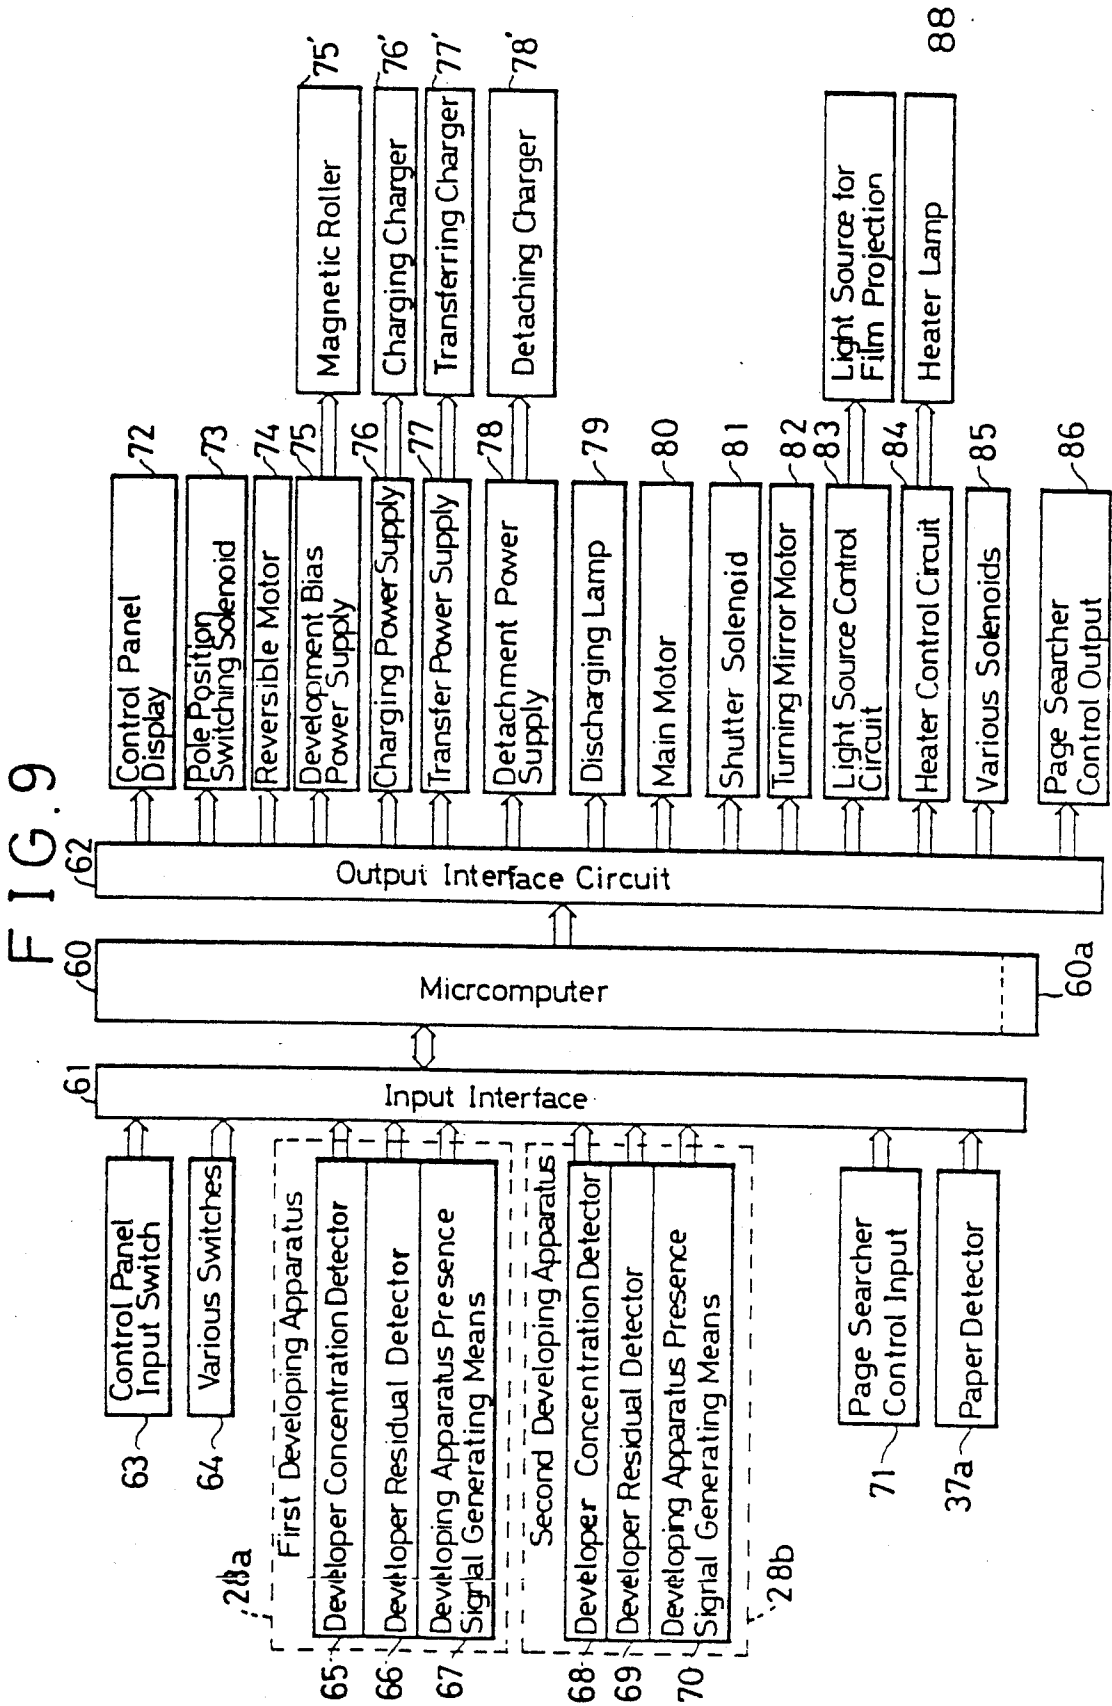 FIG.9
63
Control Panel
Input Switch
64
Various Switches
28a
First Developing Apparatus
65
Developer Concentration Detector
66
Developer Residual Detector
67
Developing Apparatus Presence
Signal Generating Means
Second Developing Apparatus
68
Developer Concentration Detector
69
Developer Residual Detector
70
Developing Apparatus Presence
Signal Generating Means
28b
71
Page Searcher
Control Input
37a
Paper Detector
61
Input Interface
60
Micrcomputer
60a
62
Output Interface Circuit
Control Panel
Display
72
Pole Position
Switching Solenoid
73
Reversible Motor
74
Development Bias
Power Supply
75
Magnetic Roller
75'
Charging Power Supply
76
Charging Charger
76'
Transfer Power Supply
77
Transferring Charger
77'
Detachment Power
Supply
78
Detaching Charger
78'
Discharging Lamp
79
Main Motor
80
Shutter Solenoid
81
Turning Mirror Motor
82
Light Source Control
Circuit
83
Light Source for
Film Projection
Heater Control Circuit
84
Heater Lamp
88
Various Solenoids
85
Page Searcher
Control Output
86